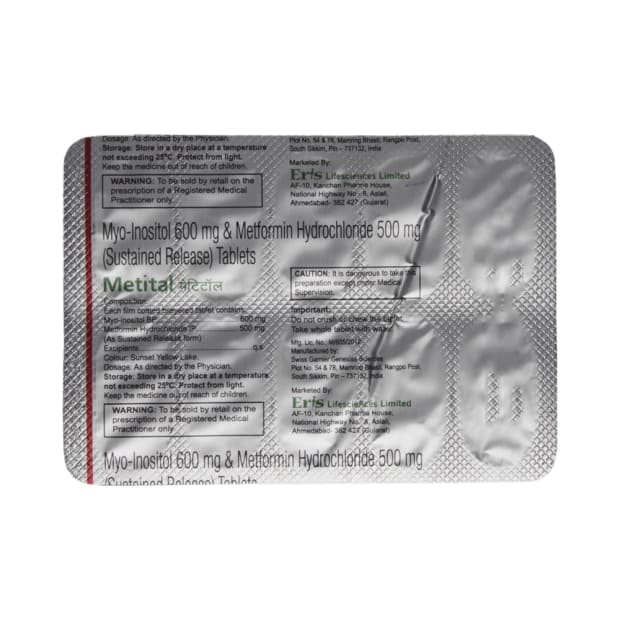 Dosage: As directed by the Physician.
Storage: Store in a dry place at a temperature
not exceeding 25°C. Protect from light.
Keep the medicine out of reach of children.
WARNING: To be sold by retail on the
prescription of a Registered Medical
Practitioner only.
Plot No. 54 & 78, Mamring Bhasti, Rangpo Post,
South Sikkim, Pin – 737132, India
Marketed By:
Eris Lifesciences Limited
AF-10, Kanchan Pharma House,
National Highway No. 8, Aslali,
Ahmedabad- 382 427 (Gujarat)
Myo-Inositol 600 mg & Metformin Hydrochloride 500 mg
(Sustained Release) Tablets
Metital मेटिटॉल
CAUTION: It is dangerous to take this
preparation except under Medical
Supervision.
Composition:
Each film coated bilayered tablet contains:
Myo-Inositol BP 600 mg
Metformin Hydrochloride IP 500 mg
(As Sustained Release form)
Excipients q.s.
Colour: Sunset Yellow Lake.
Dosage: As directed by the Physician.
Storage: Store in a dry place at a temperature
not exceeding 25°C. Protect from light.
Keep the medicine out of reach of children.
WARNING: To be sold by retail on the
prescription of a Registered Medical
Practitioner only.
Important:
Do not crush or chew the tablet.
Take whole tablet with water.
Mfg. Lic. No.: M/605/2012
Manufactured by:
Swiss Garnier Genexiaa Sciences
Plot No. 54 & 78, Mamring Bhasti, Rangpo Post,
South Sikkim, Pin – 737132, India
Marketed By:
Eris Lifesciences Limited
AF-10, Kanchan Pharma House,
National Highway No. 8, Aslali,
Ahmedabad- 382 427 (Gujarat)
Myo-Inositol 600 mg & Metformin Hydrochloride 500 mg
(Sustained Release) Tablets